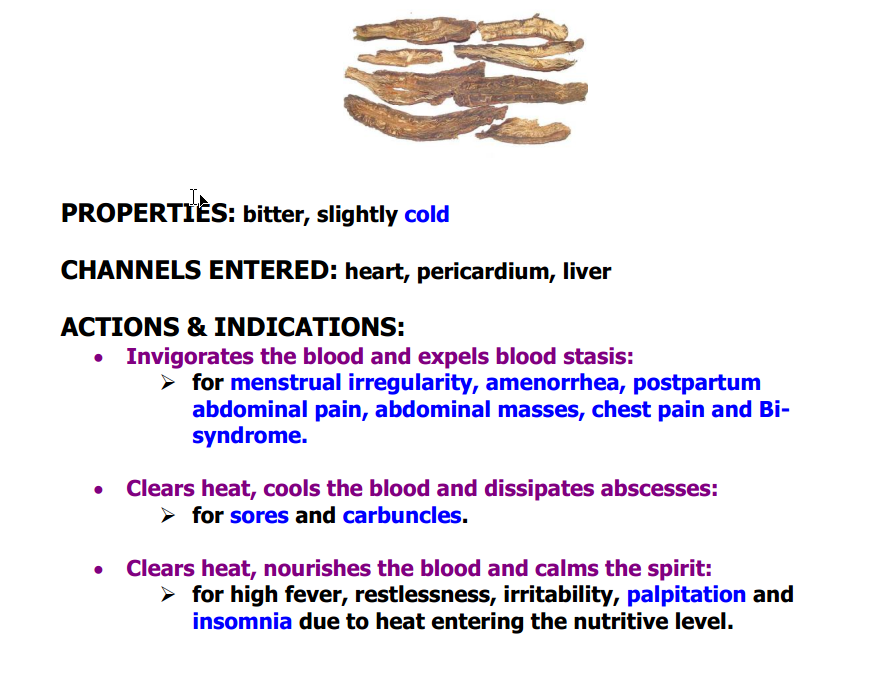 PROPERTIES: bitter, slightly cold
CHANNELS ENTERED: heart, pericardium, liver
ACTIONS & INDICATIONS:
• Invigorates the blood and expels blood stasis:
➢ for menstrual irregularity, amenorrhea, postpartum
abdominal pain, abdominal masses, chest pain and Bi-
syndrome.
• Clears heat, cools the blood and dissipates abscesses:
➢ for sores and carbuncles.
• Clears heat, nourishes the blood and calms the spirit:
➢ for high fever, restlessness, irritability, palpitation and
insomnia due to heat entering the nutritive level.